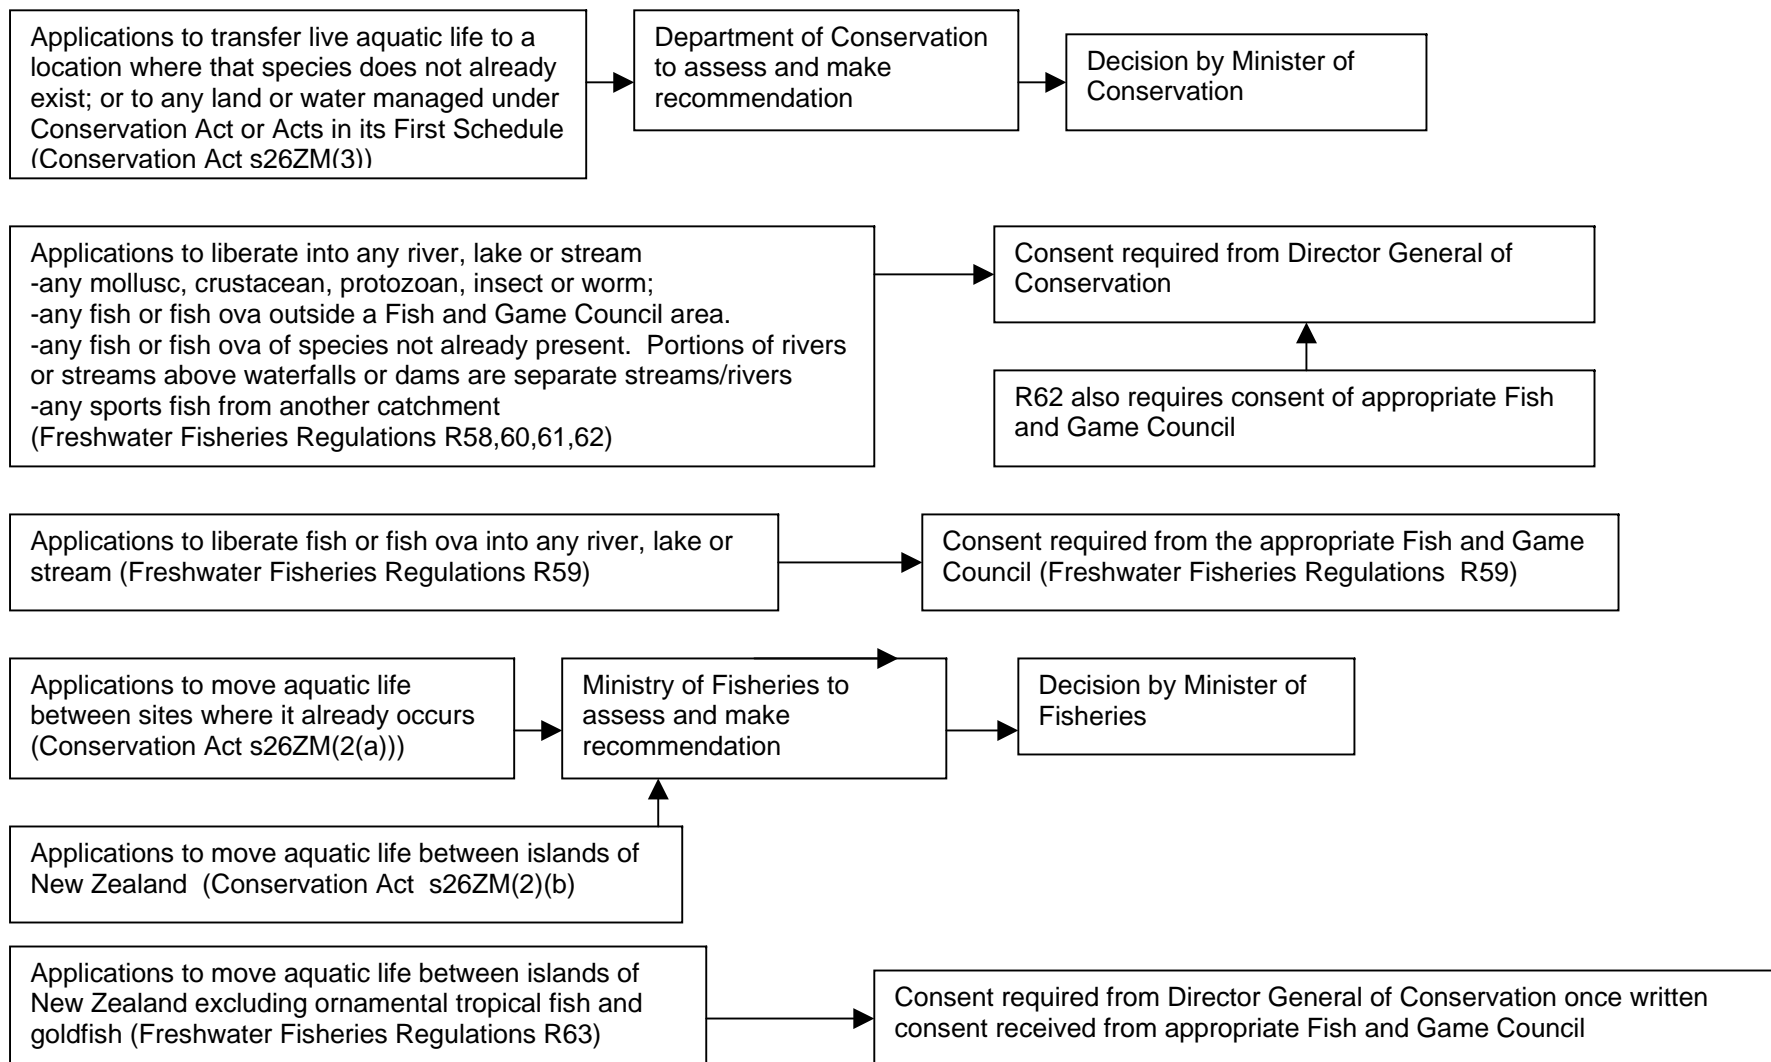 Applications to transfer live aquatic life to a
location where that species does not already
exist; or to any land or water managed under
Conservation Act or Acts in its First Schedule
(Conservation Act s26ZM(3))
Department of Conservation
to assess and make
recommendation
Decision by Minister of
Conservation
Applications to liberate into any river, lake or stream
-any mollusc, crustacean, protozoan, insect or worm;
-any fish or fish ova outside a Fish and Game Council area.
-any fish or fish ova of species not already present.  Portions of rivers
or streams above waterfalls or dams are separate streams/rivers
-any sports fish from another catchment
(Freshwater Fisheries Regulations R58,60,61,62)
Consent required from Director General of
Conservation
R62 also requires consent of appropriate Fish
and Game Council
Applications to liberate fish or fish ova into any river, lake or
stream (Freshwater Fisheries Regulations R59)
Consent required from the appropriate Fish and Game
Council (Freshwater Fisheries Regulations  R59)
Applications to move aquatic life
between sites where it already occurs
(Conservation Act s26ZM(2(a)))
Ministry of Fisheries to
assess and make
recommendation
Decision by Minister of
Fisheries
Applications to move aquatic life between islands of
New Zealand  (Conservation Act  s26ZM(2)(b)
Applications to move aquatic life between islands of
New Zealand excluding ornamental tropical fish and
goldfish (Freshwater Fisheries Regulations R63)
Consent required from Director General of Conservation once written
consent received from appropriate Fish and Game Council